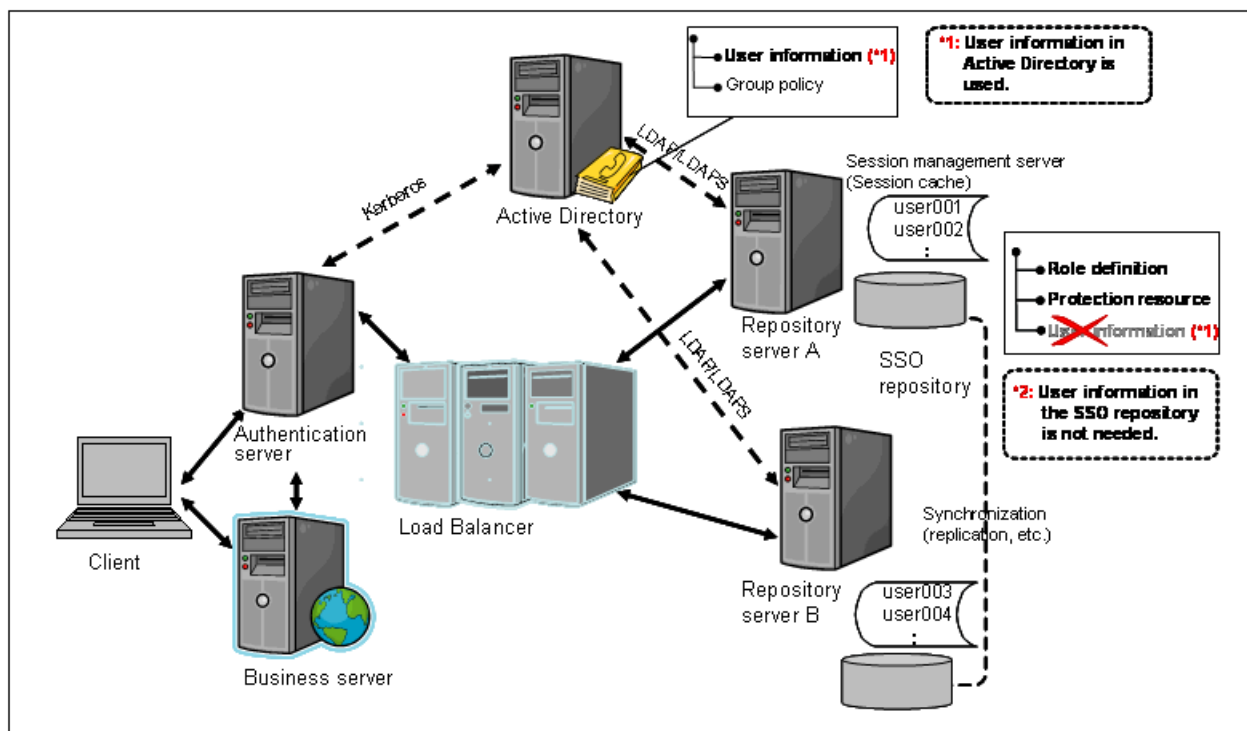 User information (*1)
Group policy
*1: User information in
Active Directory is
used.
LDAP/LDAPS
Kerberos
Active Directory
Session management server
(Session cache)
user001
user002
:
Role definition
Protection resource
User information (*1)
Repository
server A
SSO
repository
LDAP/LDAPS
*2: User information in
the SSO repository
is not needed.
Authentication
server
Load Balancer
Client
Synchronization
(replication, etc.)
Repository
server B
user003
user004
:
Business server